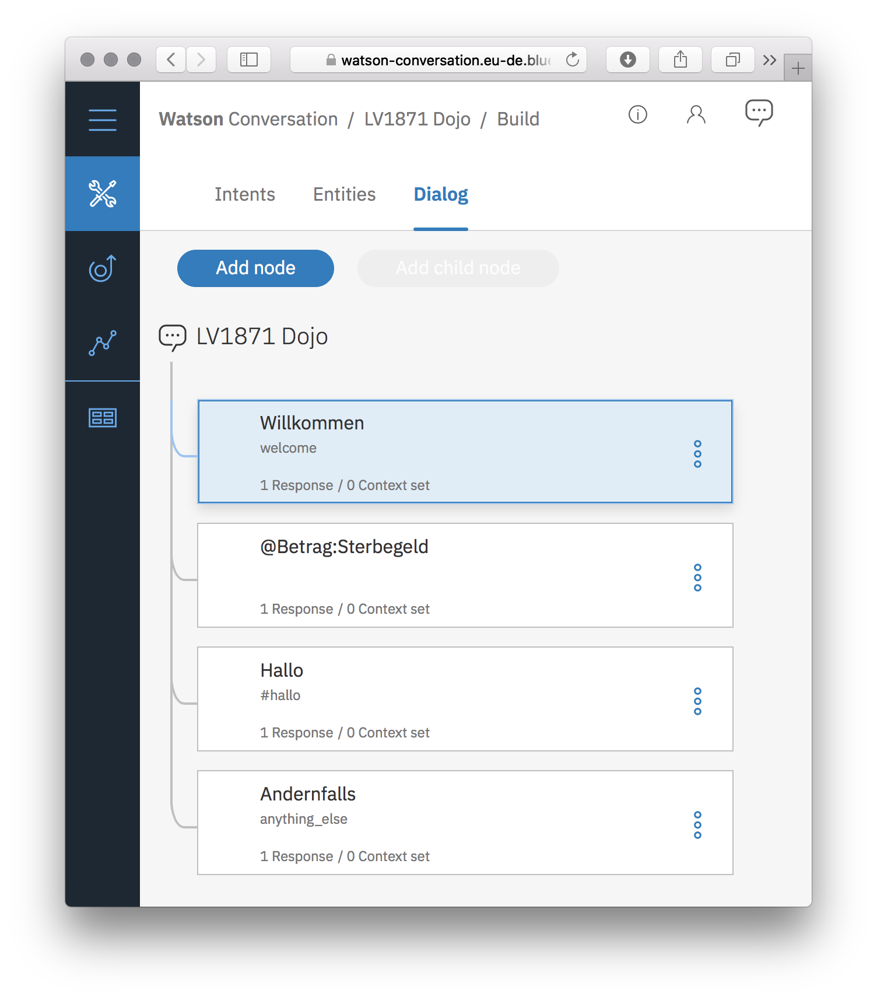 watson-conversation.eu-de.blue
Watson Conversation / LV1871 Dojo / Build
Intents Entities Dialog
Add node Add child node
LV1871 Dojo
Willkommen
welcome
1 Response / 0 Context set
@Betrag:Sterbegeld
1 Response / 0 Context set
Hallo
#hallo
1 Response / 0 Context set
Andernfalls
anything_else
1 Response / 0 Context set